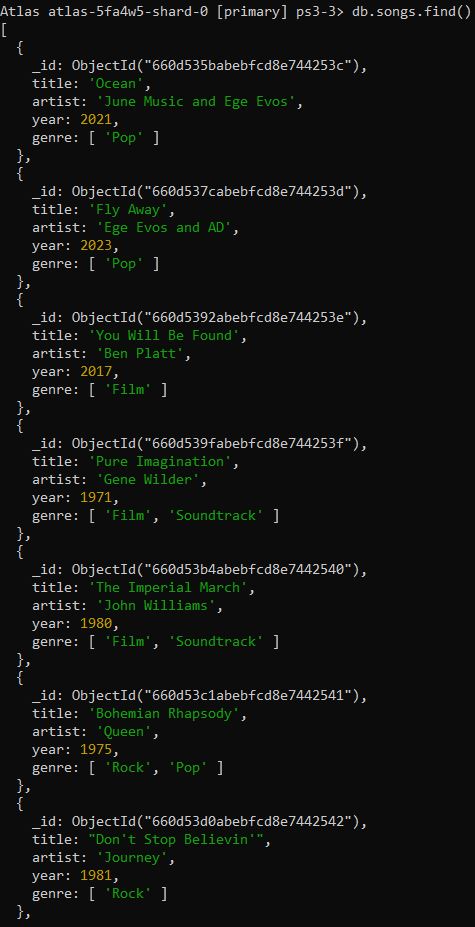 Atlas atlas-5fa4w5-shard-0 [primary] ps3-3> db.songs.find()
[
  {
    _id: ObjectId("660d535babebfcd8e744253c"),
    title: 'Ocean',
    artist: 'June Music and Ege Evos',
    year: 2021,
    genre: [ 'Pop' ]
  },
  {
    _id: ObjectId("660d537cabebfcd8e744253d"),
    title: 'Fly Away',
    artist: 'Ege Evos and AD',
    year: 2023,
    genre: [ 'Pop' ]
  },
  {
    _id: ObjectId("660d5392abebfcd8e744253e"),
    title: 'You Will Be Found',
    artist: 'Ben Platt',
    year: 2017,
    genre: [ 'Film' ]
  },
  {
    _id: ObjectId("660d539fabebfcd8e744253f"),
    title: 'Pure Imagination',
    artist: 'Gene Wilder',
    year: 1971,
    genre: [ 'Film', 'Soundtrack' ]
  },
  {
    _id: ObjectId("660d53b4abebfcd8e7442540"),
    title: 'The Imperial March',
    artist: 'John Williams',
    year: 1980,
    genre: [ 'Film', 'Soundtrack' ]
  },
  {
    _id: ObjectId("660d53c1abebfcd8e7442541"),
    title: 'Bohemian Rhapsody',
    artist: 'Queen',
    year: 1975,
    genre: [ 'Rock', 'Pop' ]
  },
  {
    _id: ObjectId("660d53d0abebfcd8e7442542"),
    title: "Don't Stop Believin'",
    artist: 'Journey',
    year: 1981,
    genre: [ 'Rock' ]
  },